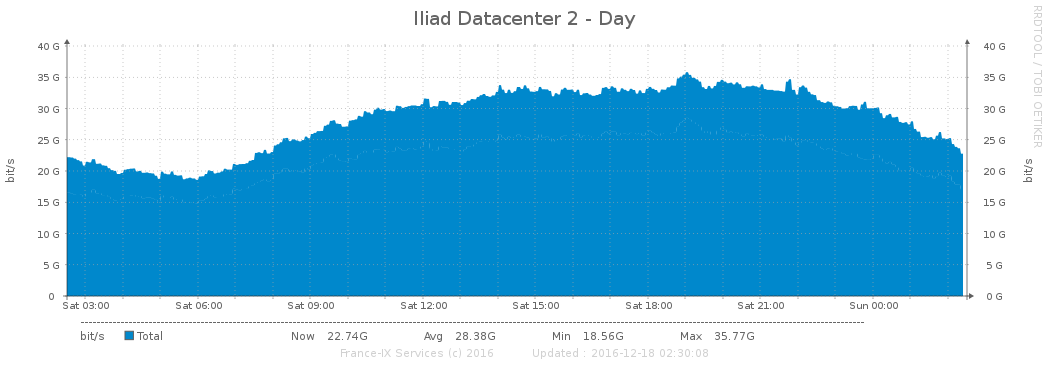 Iliad Datacenter 2 - Day
RRDTOOL / TOBI OETIKER
bit/s
40 G
35 G
30 G
25 G
20 G
15 G
10 G
5 G
0
40 G
35 G
30 G
25 G
20 G
15 G
10 G
5 G
0 G
bit/s
Sat 03:00 Sat 06:00 Sat 09:00 Sat 12:00 Sat 15:00 Sat 18:00 Sat 21:00 Sun 00:00
bit/s Total Now 22.74G Avg 28.38G Min 18.56G Max 35.77G
France-IX Services (c) 2016 Updated : 2016-12-18 02:30:08